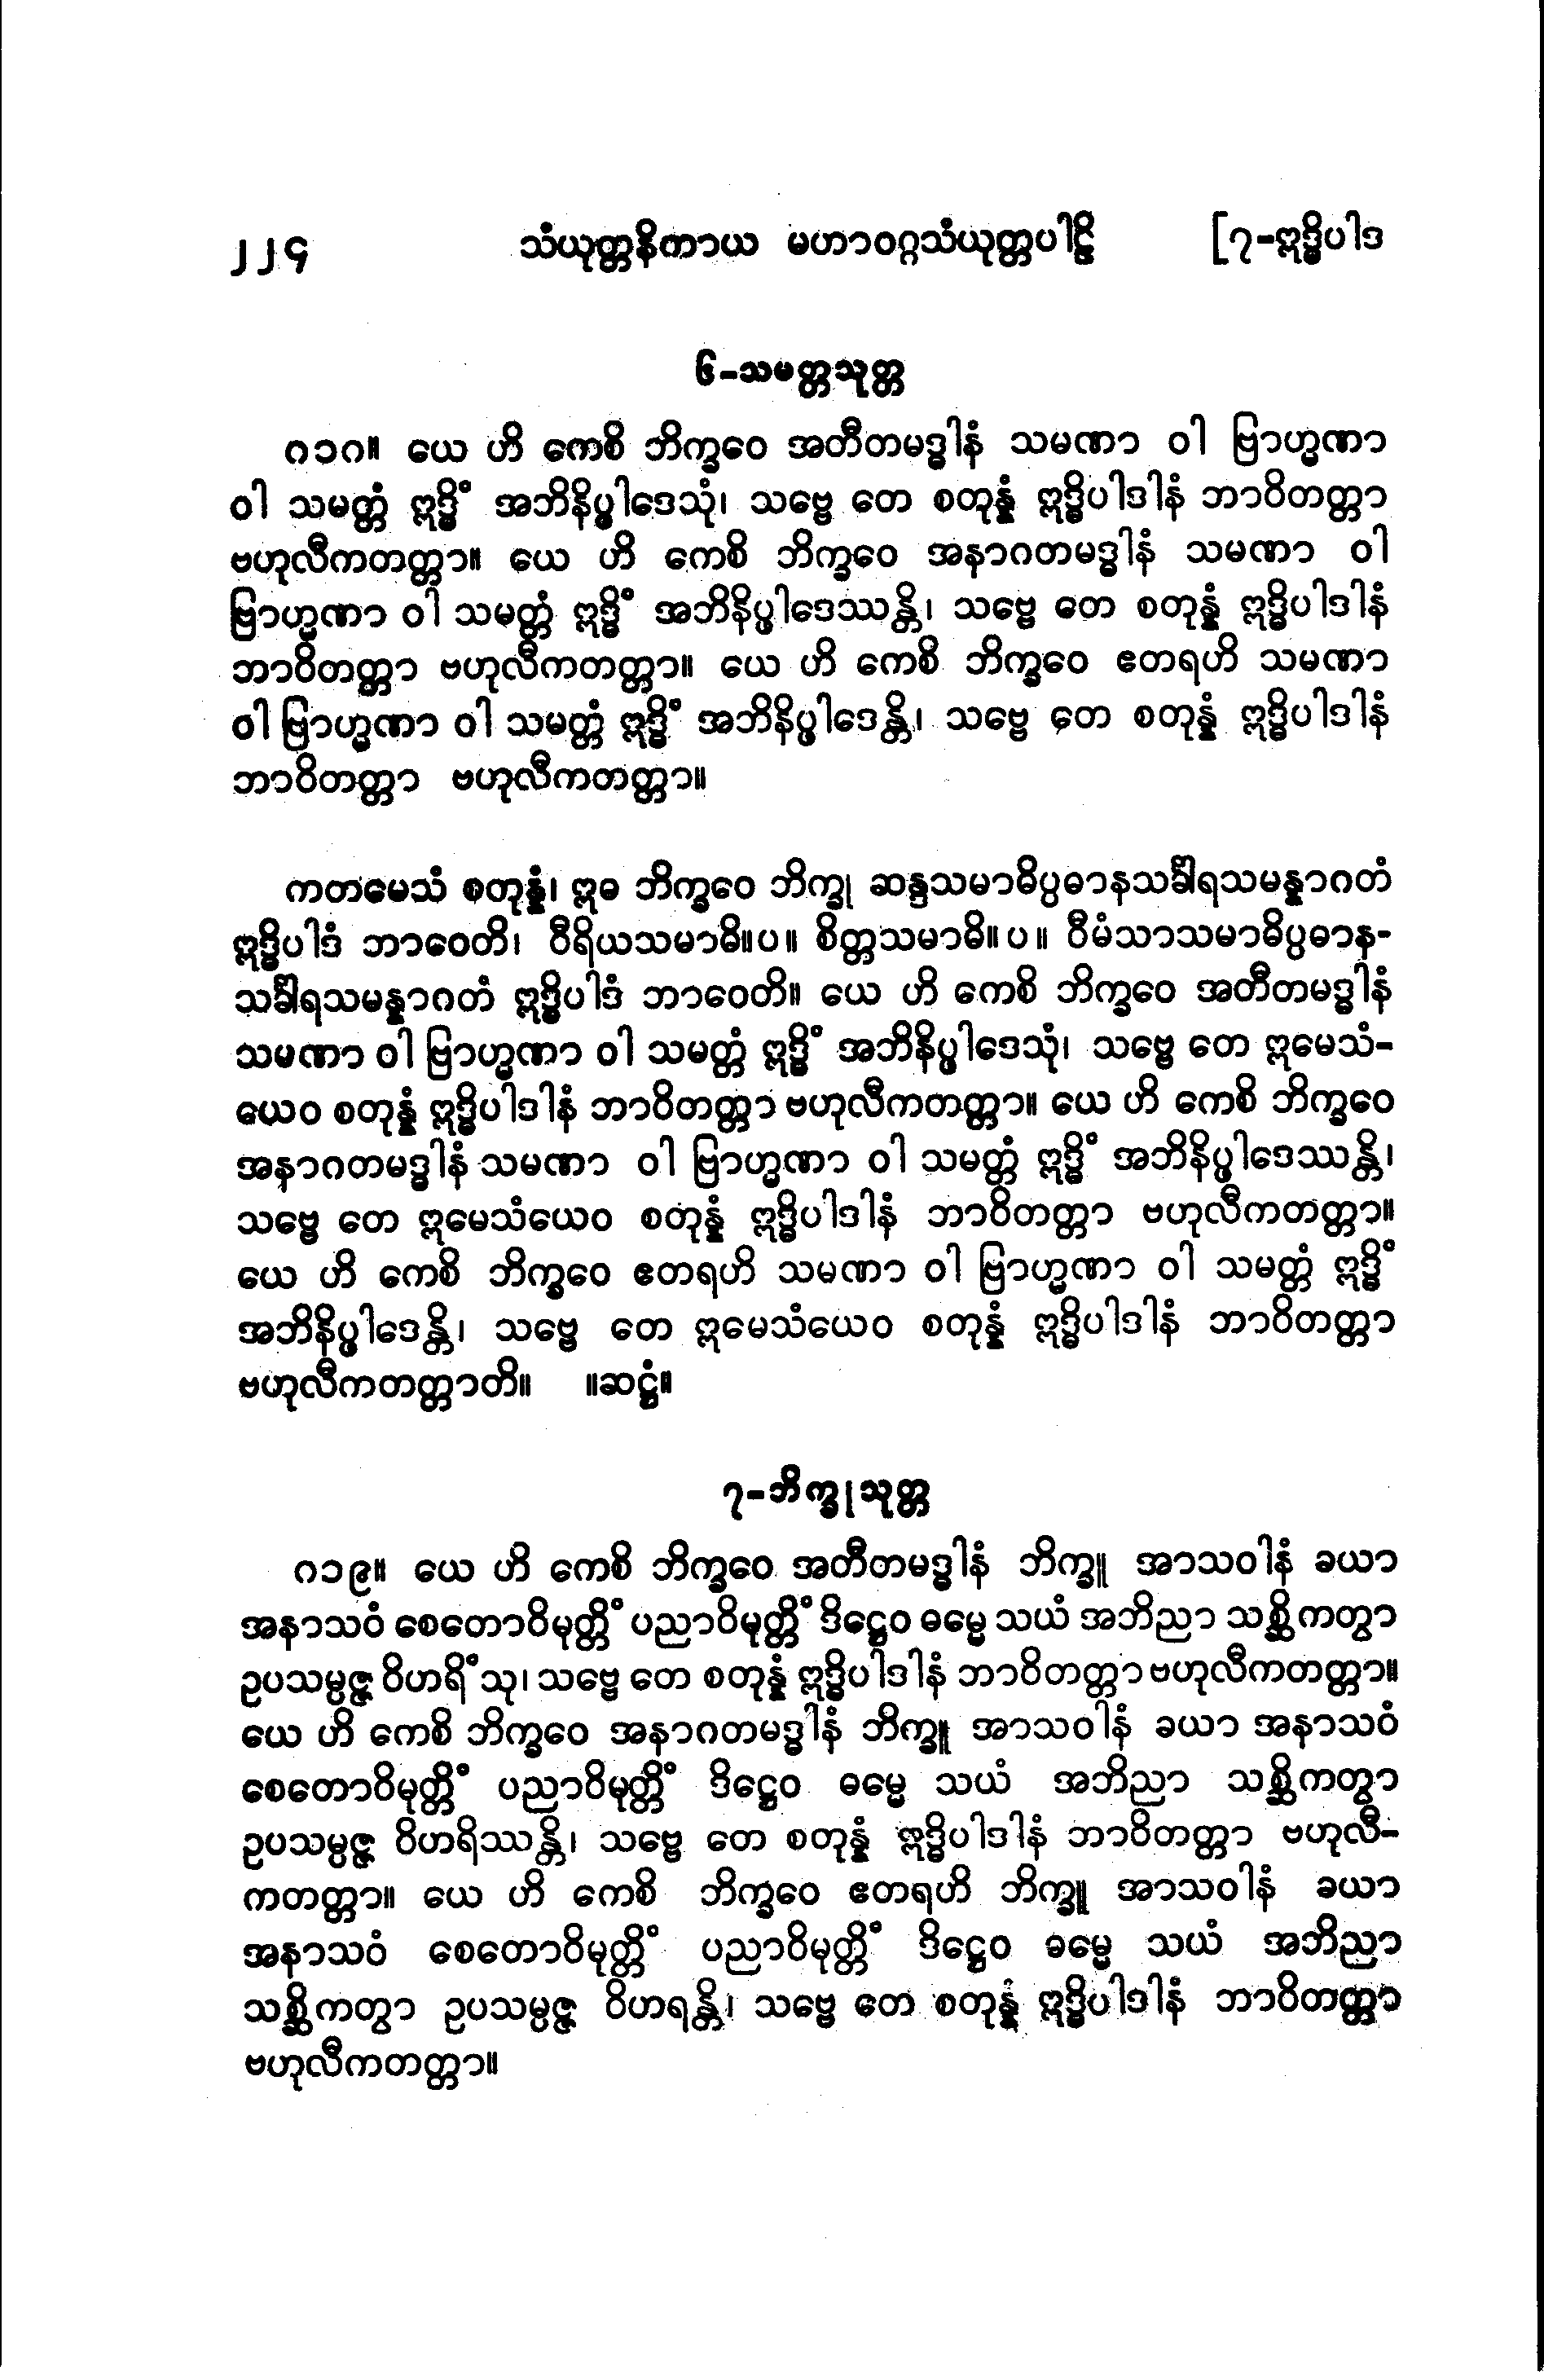 ၂၂၄ သံယုတ္တနိကာယ မဟာဝဂ္ဂသံယုတ္တပါဠိ [၇-ဣဒ္ဓိပါဒ
၆-သမတ္တသုတ္တ
၈၁၈။ ယေ ဟိ ကေစိ ဘိက္ခဝေ အတီတမဒ္ဓါနံ သမဏာ ဝါ ဗြာဟ္မဏာ
ဝါ သမတ္တံ ဣဒ္ဓိံ အဘိနိပ္ဖါဒေသုံ၊ သဗ္ဗေ တေ စတုန္နံ ဣဒ္ဓိပါဒါနံ ဘာဝိတတ္တာ
ဗဟုလီကတတ္တာ။ ယေ ဟိ ကေစိ ဘိက္ခဝေ အနာဂတမဒ္ဓါနံ သမဏာ ဝါ
ဗြာဟ္မဏာ ဝါ သမတ္တံ ဣဒ္ဓိံ အဘိနိပ္ဖါဒေဿန္တိ၊ သဗ္ဗေ တေ စတုန္နံ ဣဒ္ဓိပါဒါနံ
ဘာဝိတတ္တာ ဗဟုလီကတတ္တာ။ ယေ ဟိ ကေစိ ဘိက္ခဝေ ဧတရဟိ သမဏာ
ဝါ ဗြာဟ္မဏာ ဝါ သမတ္တံ ဣဒ္ဓိံ အဘိနိပ္ဖါဒေန္တိ၊ သဗ္ဗေ တေ စတုန္နံ ဣဒ္ဓိပါဒါနံ
ဘာဝိတတ္တာ ဗဟုလီကတတ္တာ။
ကတမေသံ စတုန္နံ၊ ဣဓ ဘိက္ခဝေ ဘိက္ခု ဆန္ဒသမာဓိပ္ပဓာနသင်္ခါရသမန္နာဂတံ
ဣဒ္ဓိပါဒံ ဘာဝေတိ၊ ဝီရိယသမာဓိ။ပ။ စိတ္တသမာဓိ။ပ။ ဝီမံသာသမာဓိပ္ပဓာန-
သင်္ခါရသမန္နာဂတံ ဣဒ္ဓိပါဒံ ဘာဝေတိ။ ယေ ဟိ ကေစိ ဘိက္ခဝေ အတီတမဒ္ဓါနံ
သမဏာ ဝါ ဗြာဟ္မဏာ ဝါ သမတ္တံ ဣဒ္ဓိံ အဘိနိပ္ဖါဒေသုံ၊ သဗ္ဗေ တေ ဣမေသံ-
ယေဝ စတုန္နံ ဣဒ္ဓိပါဒါနံ ဘာဝိတတ္တာ ဗဟုလီကတတ္တာ။ ယေ ဟိ ကေစိ ဘိက္ခဝေ
အနာဂတမဒ္ဓါနံ သမဏာ ဝါ ဗြာဟ္မဏာ ဝါ သမတ္တံ ဣဒ္ဓိံ အဘိနိပ္ဖါဒေဿန္တိ၊
သဗ္ဗေ တေ ဣမေသံယေဝ စတုန္နံ ဣဒ္ဓိပါဒါနံ ဘာဝိတတ္တာ ဗဟုလီကတတ္တာ။
ယေ ဟိ ကေစိ ဘိက္ခဝေ ဧတရဟိ သမဏာ ဝါ ဗြာဟ္မဏာ ဝါ သမတ္တံ ဣဒ္ဓိံ
အဘိနိပ္ဖါဒေန္တိ၊ သဗ္ဗေ တေ ဣမေသံယေဝ စတုန္နံ ဣဒ္ဓိပါဒါနံ ဘာဝိတတ္တာ
ဗဟုလီကတတ္တာတိ။ ။ဆဋ္ဌံ။
၇-ဘိက္ခုသုတ္တ
၈၁၉။ ယေ ဟိ ကေစိ ဘိက္ခဝေ အတီတမဒ္ဓါနံ ဘိက္ခူ အာသဝါနံ ခယာ
အနာသဝံ စေတောဝိမုတ္တိံ ပညာဝိမုတ္တိံ ဒိဋ္ဌေဝ ဓမ္မေ သယံ အဘိညာ သစ္ဆိကတွာ
ဥပသမ္ပဇ္ဇ ဝိဟရိံသု၊ သဗ္ဗေ တေ စတုန္နံ ဣဒ္ဓိပါဒါနံ ဘာဝိတတ္တာ ဗဟုလီကတတ္တာ။
ယေ ဟိ ကေစိ ဘိက္ခဝေ အနာဂတမဒ္ဓါနံ ဘိက္ခူ အာသဝါနံ ခယာ အနာသဝံ
စေတောဝိမုတ္တိံ ပညာဝိမုတ္တိံ ဒိဋ္ဌေဝ ဓမ္မေ သယံ အဘိညာ သစ္ဆိကတွာ
ဥပသမ္ပဇ္ဇ ဝိဟရိဿန္တိ၊ သဗ္ဗေ တေ စတုန္နံ ဣဒ္ဓိပါဒါနံ ဘာဝိတတ္တာ ဗဟုလီ-
ကတတ္တာ။ ယေ ဟိ ကေစိ ဘိက္ခဝေ ဧတရဟိ ဘိက္ခူ အာသဝါနံ ခယာ
အနာသဝံ စေတောဝိမုတ္တိံ ပညာဝိမုတ္တိံ ဒိဋ္ဌေဝ ဓမ္မေ သယံ အဘိညာ
သစ္ဆိကတွာ ဥပသမ္ပဇ္ဇ ဝိဟရန္တိ၊ သဗ္ဗေ တေ စတုန္နံ ဣဒ္ဓိပါဒါနံ ဘာဝိတတ္တာ
ဗဟုလီကတတ္တာ။